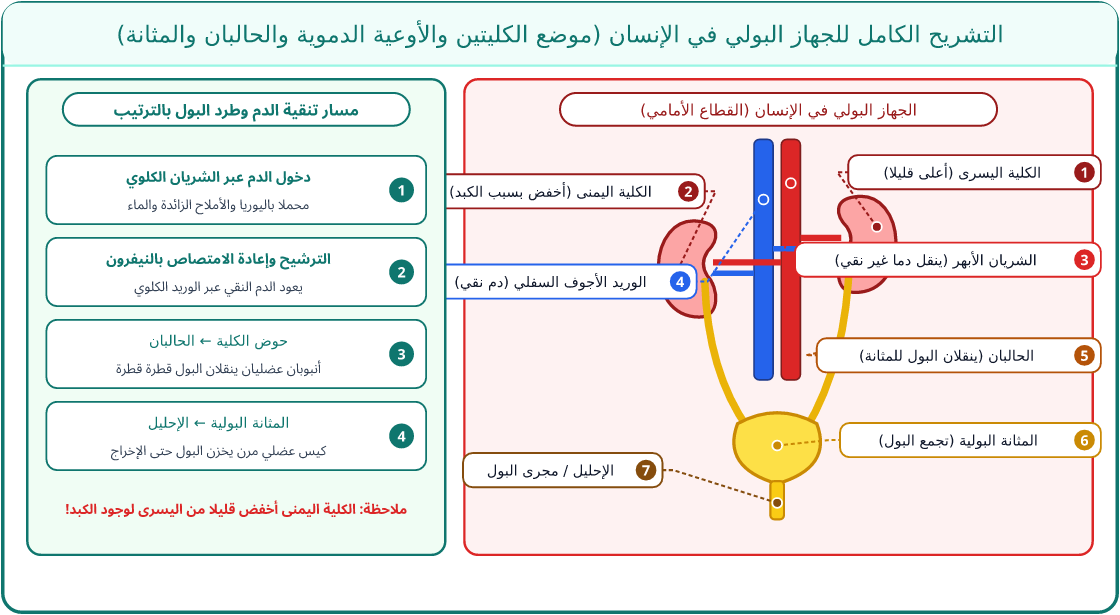 التشريح الكامل للجهاز البولي في الإنسان (موضع الكليتين والأوعية الدموية والحالبان والمثانة)
الجهاز البولي في الإنسان (القطاع الأمامي)
1 الكلية اليسرى (أعلى قليلا)
2 الكلية اليمنى (أخفض بسبب الكبد)
3 الشريان الأبهر (ينقل دما غير نقي)
4 الوريد الأجوف السفلي (دم نقي)
5 الحالبان (ينقلان البول للمثانة)
6 المثانة البولية (تجمع البول)
7 الإحليل / مجرى البول
مسار تنقية الدم وطرد البول بالترتيب
1 دخول الدم عبر الشريان الكلوي
محملا باليوريا والأملاح الزائدة والماء
2 الترشيح وإعادة الامتصاص بالنيفرون
يعود الدم النقي عبر الوريد الكلوي
3 حوض الكلية ← الحالبان
أنبوبان عضليان ينقلان البول قطرة قطرة
4 المثانة البولية ← الإحليل
كيس عضلي مرن يخزن البول حتى الإخراج
ملاحظة: الكلية اليمنى أخفض قليلا من اليسرى لوجود الكبد!